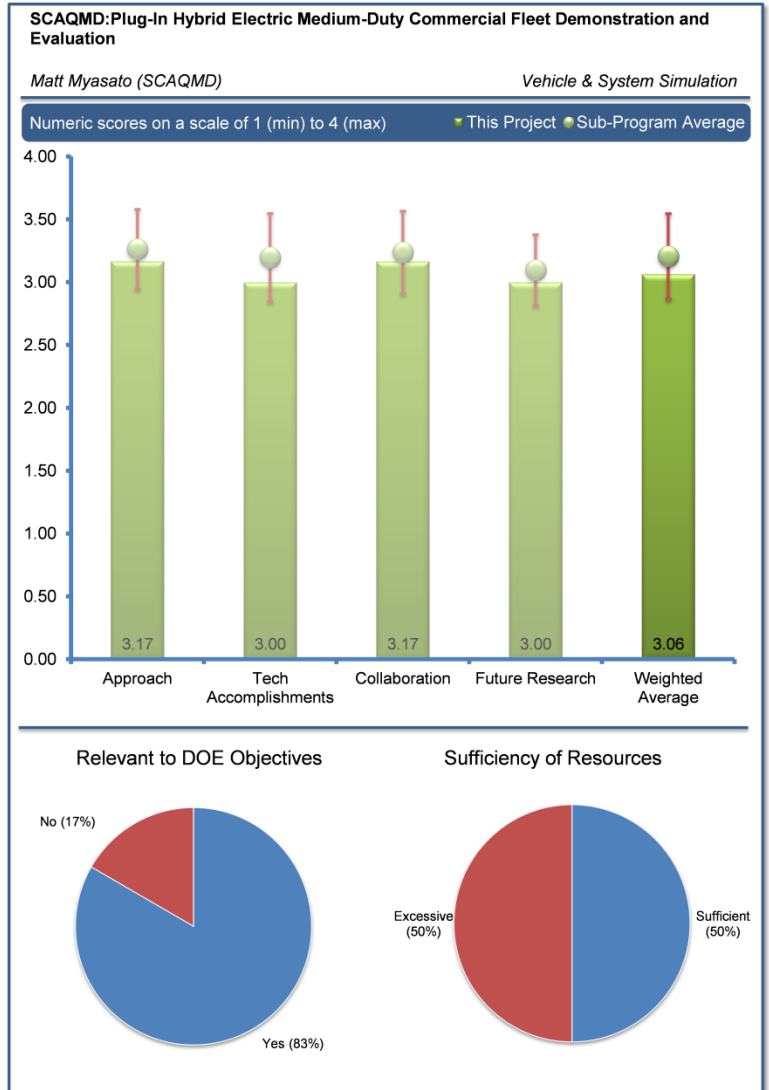 SCAQMD:Plug-In Hybrid Electric Medium-Duty Commercial Fleet Demonstration and
Evaluation
Matt Myasato (SCAQMD) Vehicle & System Simulation
Numeric scores on a scale of 1 (min) to 4 (max) This Project Sub-Program Average
4.00
3.50
3.00
2.50
2.00
1.50
1.00
0.50
0.00
3.17 3.00 3.17 3.00 3.06
Approach Tech Collaboration Future Research Weighted
Accomplishments Average
Relevant to DOE Objectives Sufficiency of Resources
No (17%)
Excessive Sufficient
(50%) (50%)
Yes (83%)